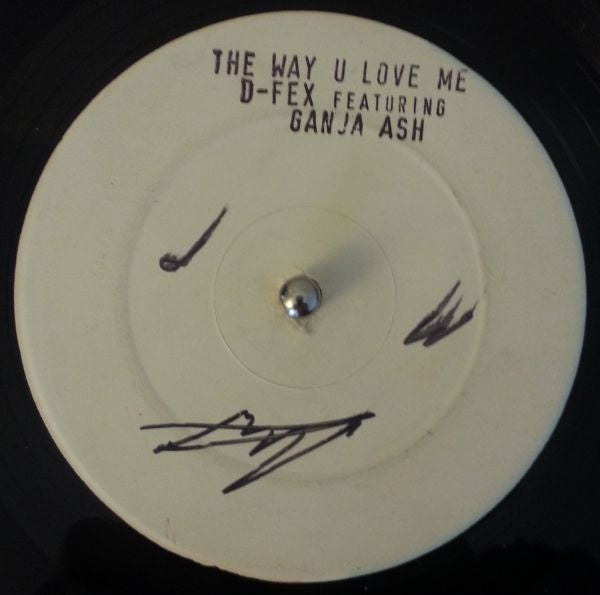 THE WAY U LOVE ME
D-FEX FEATURING
GANJA ASH